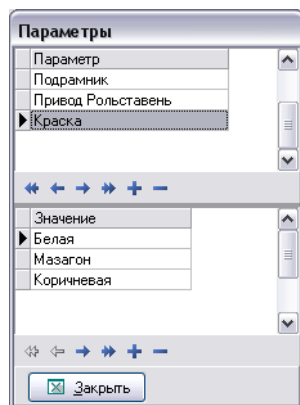 Параметры
Параметр
Подрамник
Привод Рольставень
Краска
Значение
Белая
Мазагон
Коричневая
Закрыть